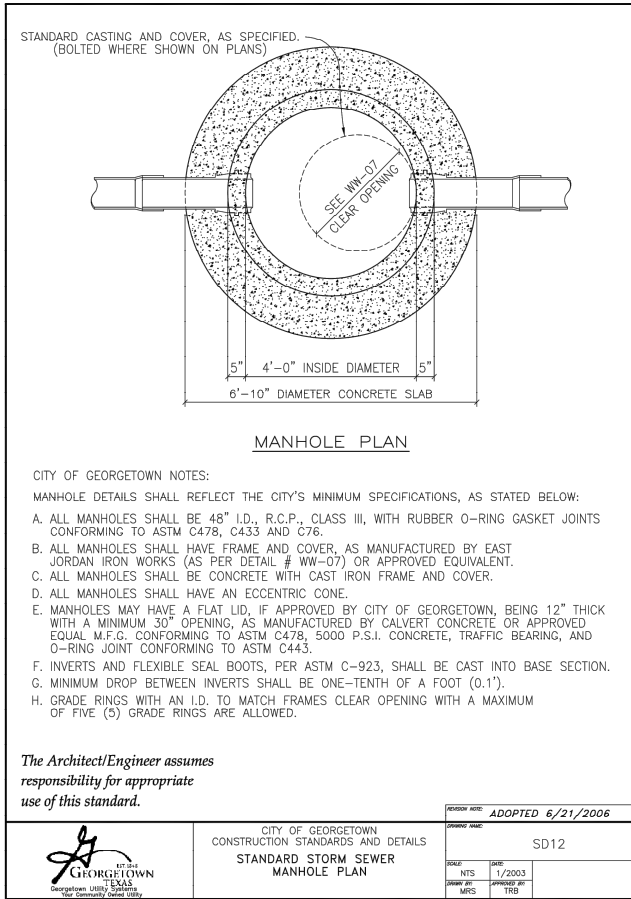 STANDARD CASTING AND COVER, AS SPECIFIED.
(BOLTED WHERE SHOWN ON PLANS)
SEE WW-07
CLEAR OPENING
5" 4'-0" INSIDE DIAMETER 5"
6'-10" DIAMETER CONCRETE SLAB
MANHOLE PLAN
CITY OF GEORGETOWN NOTES:
MANHOLE DETAILS SHALL REFLECT THE CITY'S MINIMUM SPECIFICATIONS, AS STATED BELOW:
A. ALL MANHOLES SHALL BE 48" I.D., R.C.P., CLASS III, WITH RUBBER O-RING GASKET JOINTS
CONFORMING TO ASTM C478, C433 AND C76.
B. ALL MANHOLES SHALL HAVE FRAME AND COVER, AS MANUFACTURED BY EAST
JORDAN IRON WORKS (AS PER DETAIL # WW-07) OR APPROVED EQUIVALENT.
C. ALL MANHOLES SHALL BE CONCRETE WITH CAST IRON FRAME AND COVER.
D. ALL MANHOLES SHALL HAVE AN ECCENTRIC CONE.
E. MANHOLES MAY HAVE A FLAT LID, IF APPROVED BY CITY OF GEORGETOWN, BEING 12" THICK
WITH A MINIMUM 30" OPENING, AS MANUFACTURED BY CALVERT CONCRETE OR APPROVED
EQUAL M.F.G. CONFORMING TO ASTM C478, 5000 P.S.I. CONCRETE, TRAFFIC BEARING, AND
O-RING JOINT CONFORMING TO ASTM C443.
F. INVERTS AND FLEXIBLE SEAL BOOTS, PER ASTM C-923, SHALL BE CAST INTO BASE SECTION.
G. MINIMUM DROP BETWEEN INVERTS SHALL BE ONE-TENTH OF A FOOT (0.1').
H. GRADE RINGS WITH AN I.D. TO MATCH FRAMES CLEAR OPENING WITH A MAXIMUM
OF FIVE (5) GRADE RINGS ARE ALLOWED.
The Architect/Engineer assumes
responsibility for appropriate
use of this standard.
REVISION NOTE: ADOPTED 6/21/2006
EST. 1848
GEORGETOWN
TEXAS
Georgetown Utility Systems
Your Community Owned Utility
CITY OF GEORGETOWN
CONSTRUCTION STANDARDS AND DETAILS
STANDARD STORM SEWER
MANHOLE PLAN
DRAWING NAME:
SD12
SCALE: DATE:
NTS 1/2003
DRAWN BY: APPROVED BY:
MRS TRB